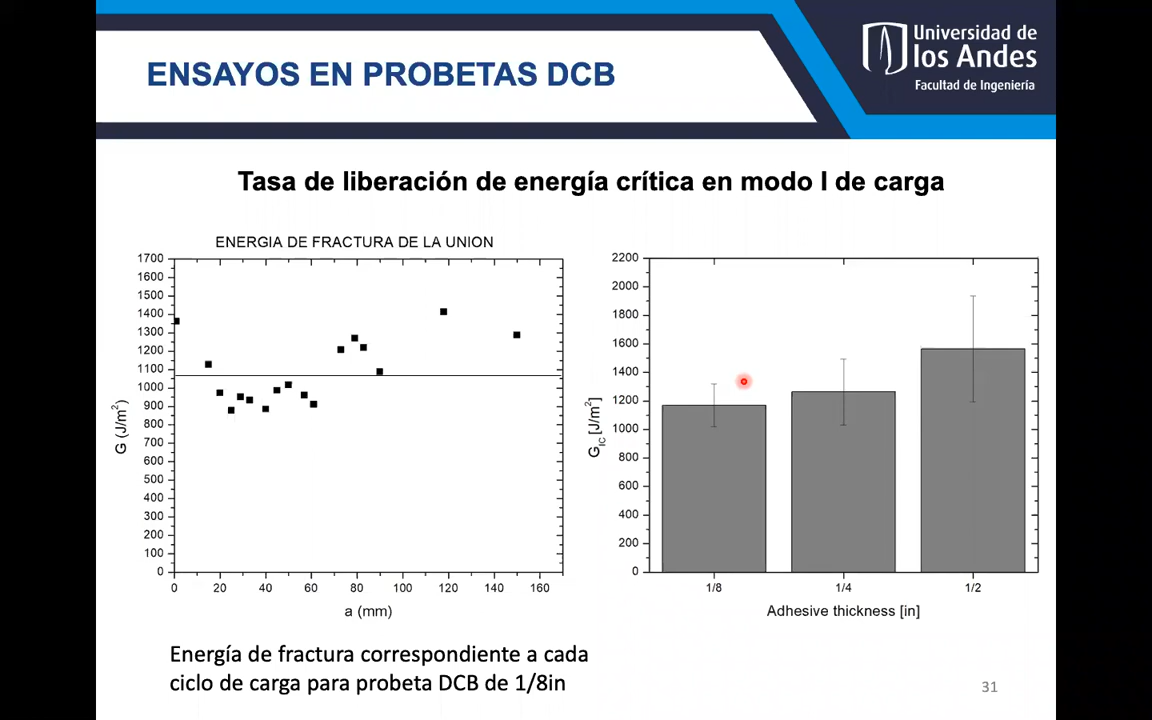 ENSAYOS EN PROBETAS DCB
Universidad de
los Andes
Facultad de Ingeniería
Tasa de liberación de energía crítica en modo I de carga
ENERGIA DE FRACTURA DE LA UNION
1700
1600
1500
1400
1300
1200
1100
1000
900
800
700
600
500
400
300
200
100
0
G (J/m²)
0 20 40 60 80 100 120 140 160
a (mm)
2200
2000
1800
1600
1400
1200
1000
800
600
400
200
0
G_IC [J/m²]
1/8 1/4 1/2
Adhesive thickness [in]
Energía de fractura correspondiente a cada
ciclo de carga para probeta DCB de 1/8in
31